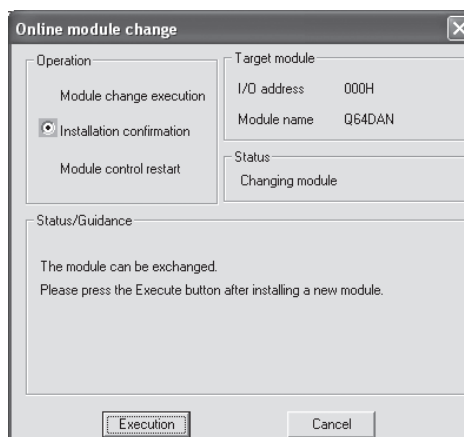 Online module change
Operation
Module change execution
Installation confirmation
Module control restart
Target module
I/O address 000H
Module name Q64DAN
Status
Changing module
Status/Guidance
The module can be exchanged.
Please press the Execute button after installing a new module.
Execution Cancel